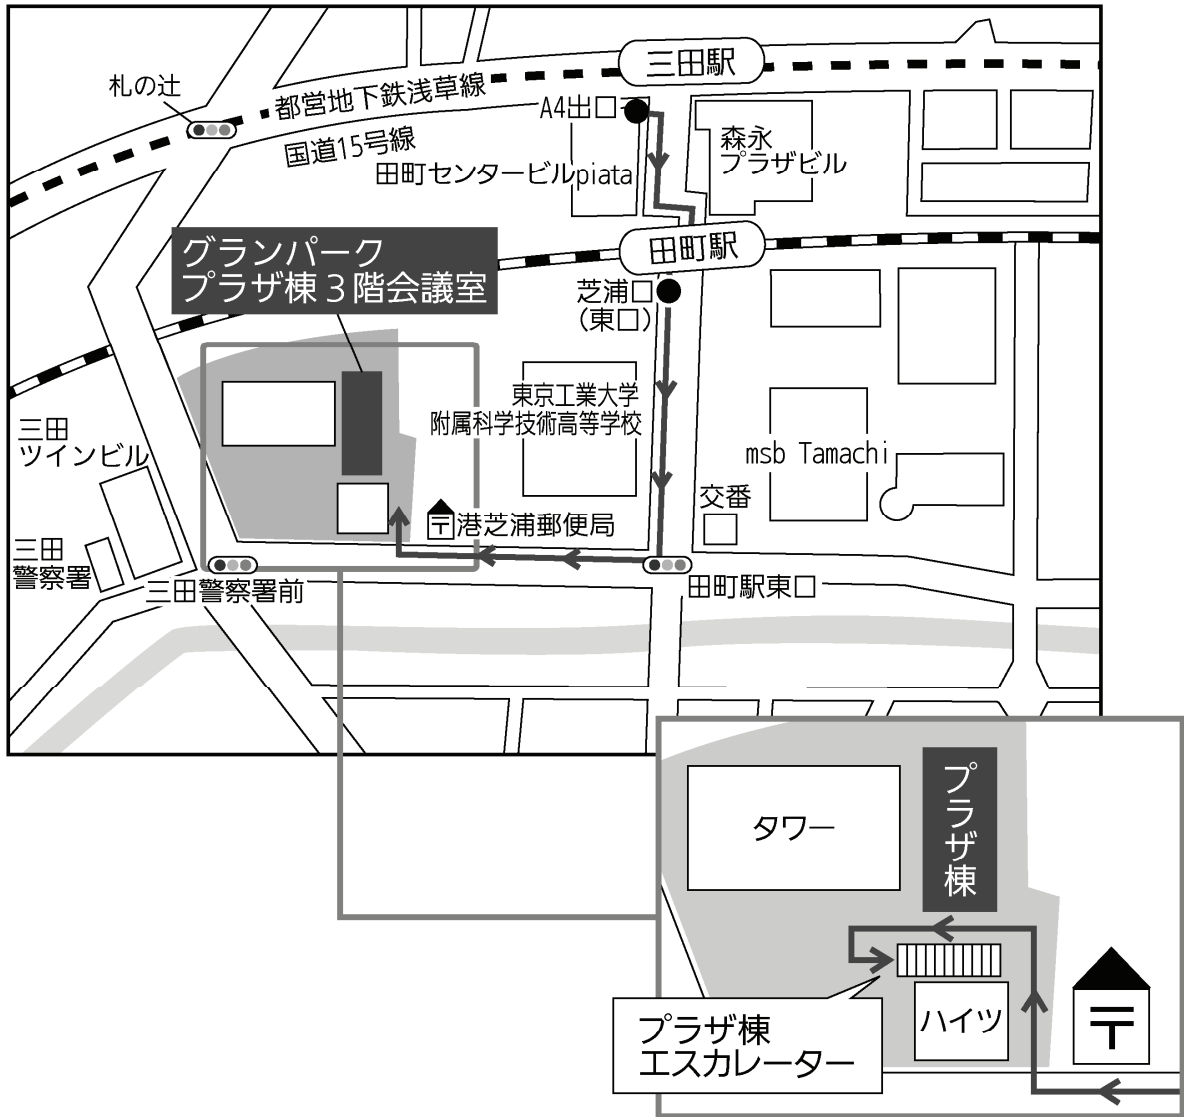 三田駅
札の辻
都営地下鉄浅草線
A4出口
国道15号線
森永
プラザビル
田町センタービルpiata
グランパーク
プラザ棟3階会議室
田町駅
芝浦口
(東口)
東京工業大学
附属科学技術高等学校
三田
ツインビル
msb Tamachi
交番
〒港芝浦郵便局
三田
警察署
三田警察署前
田町駅東口
タワー
プラザ棟
ハイツ
〒
プラザ棟
エスカレーター